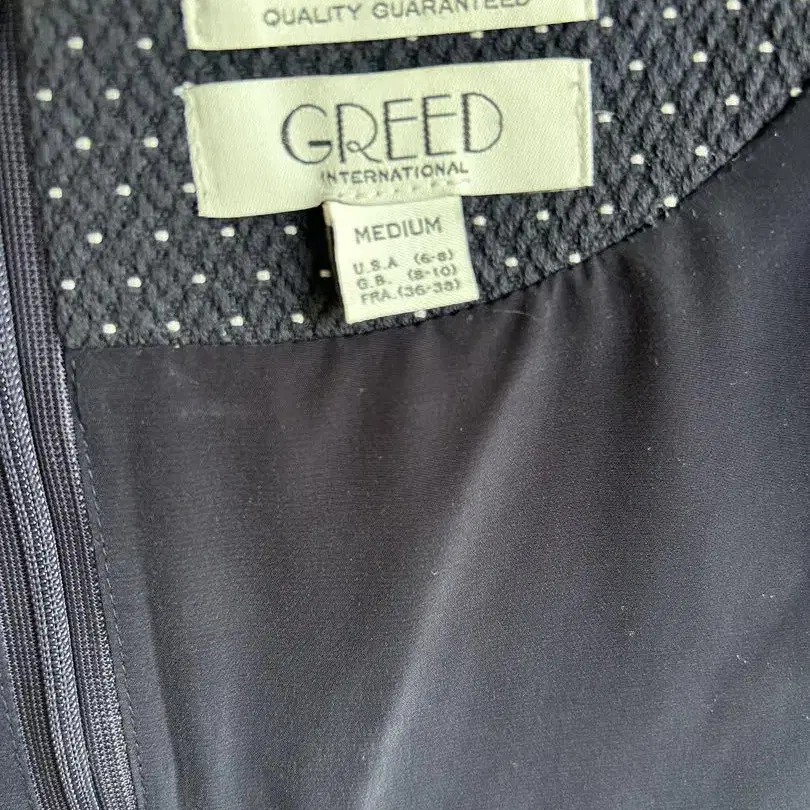 QUALITY GUARANTEED
GREED
INTERNATIONAL
MEDIUM
U.S.A (6-8)
G.B. (8-10)
FRA.(36-38)